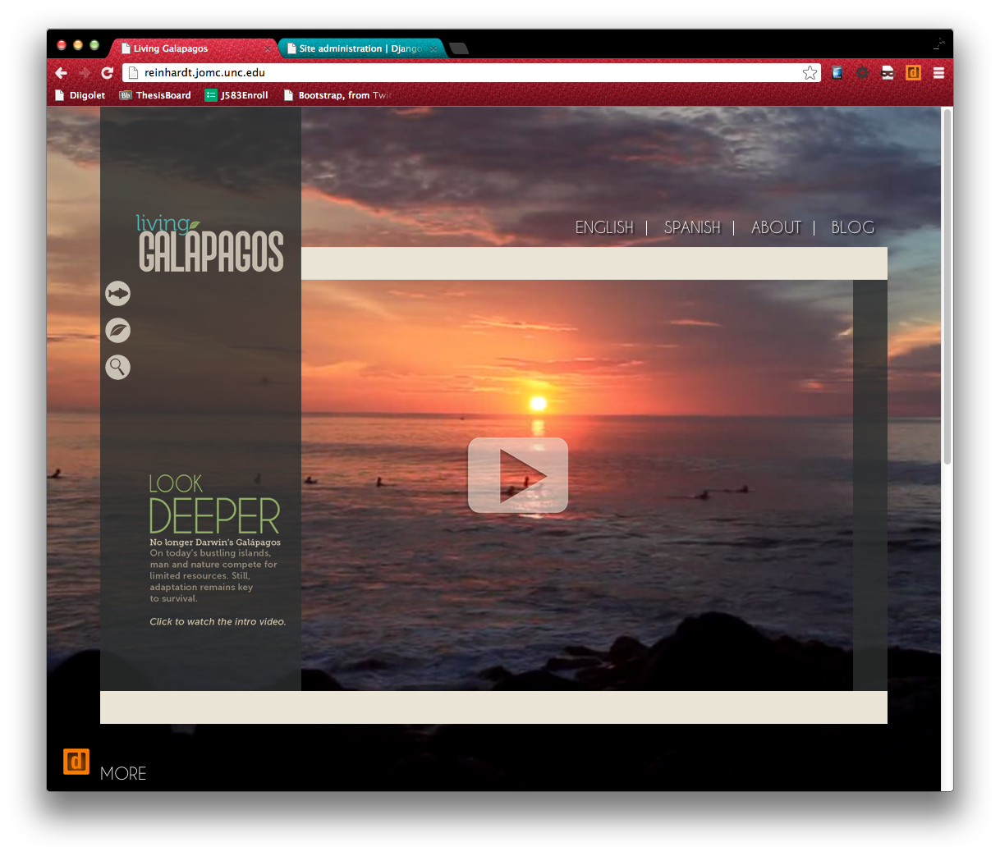 Living Galapagos
Site administration | Django
reinhardt.jomc.unc.edu
Diigolet
Bb ThesisBoard
J583Enroll
Bootstrap, from Twi
d
living
GALÁPAGOS
ENGLISH | SPANISH | ABOUT | BLOG
LOOK
DEEPER
No longer Darwin's Galápagos
On today's bustling islands,
man and nature compete for
limited resources. Still,
adaptation remains key
to survival.
Click to watch the intro video.
d
MORE